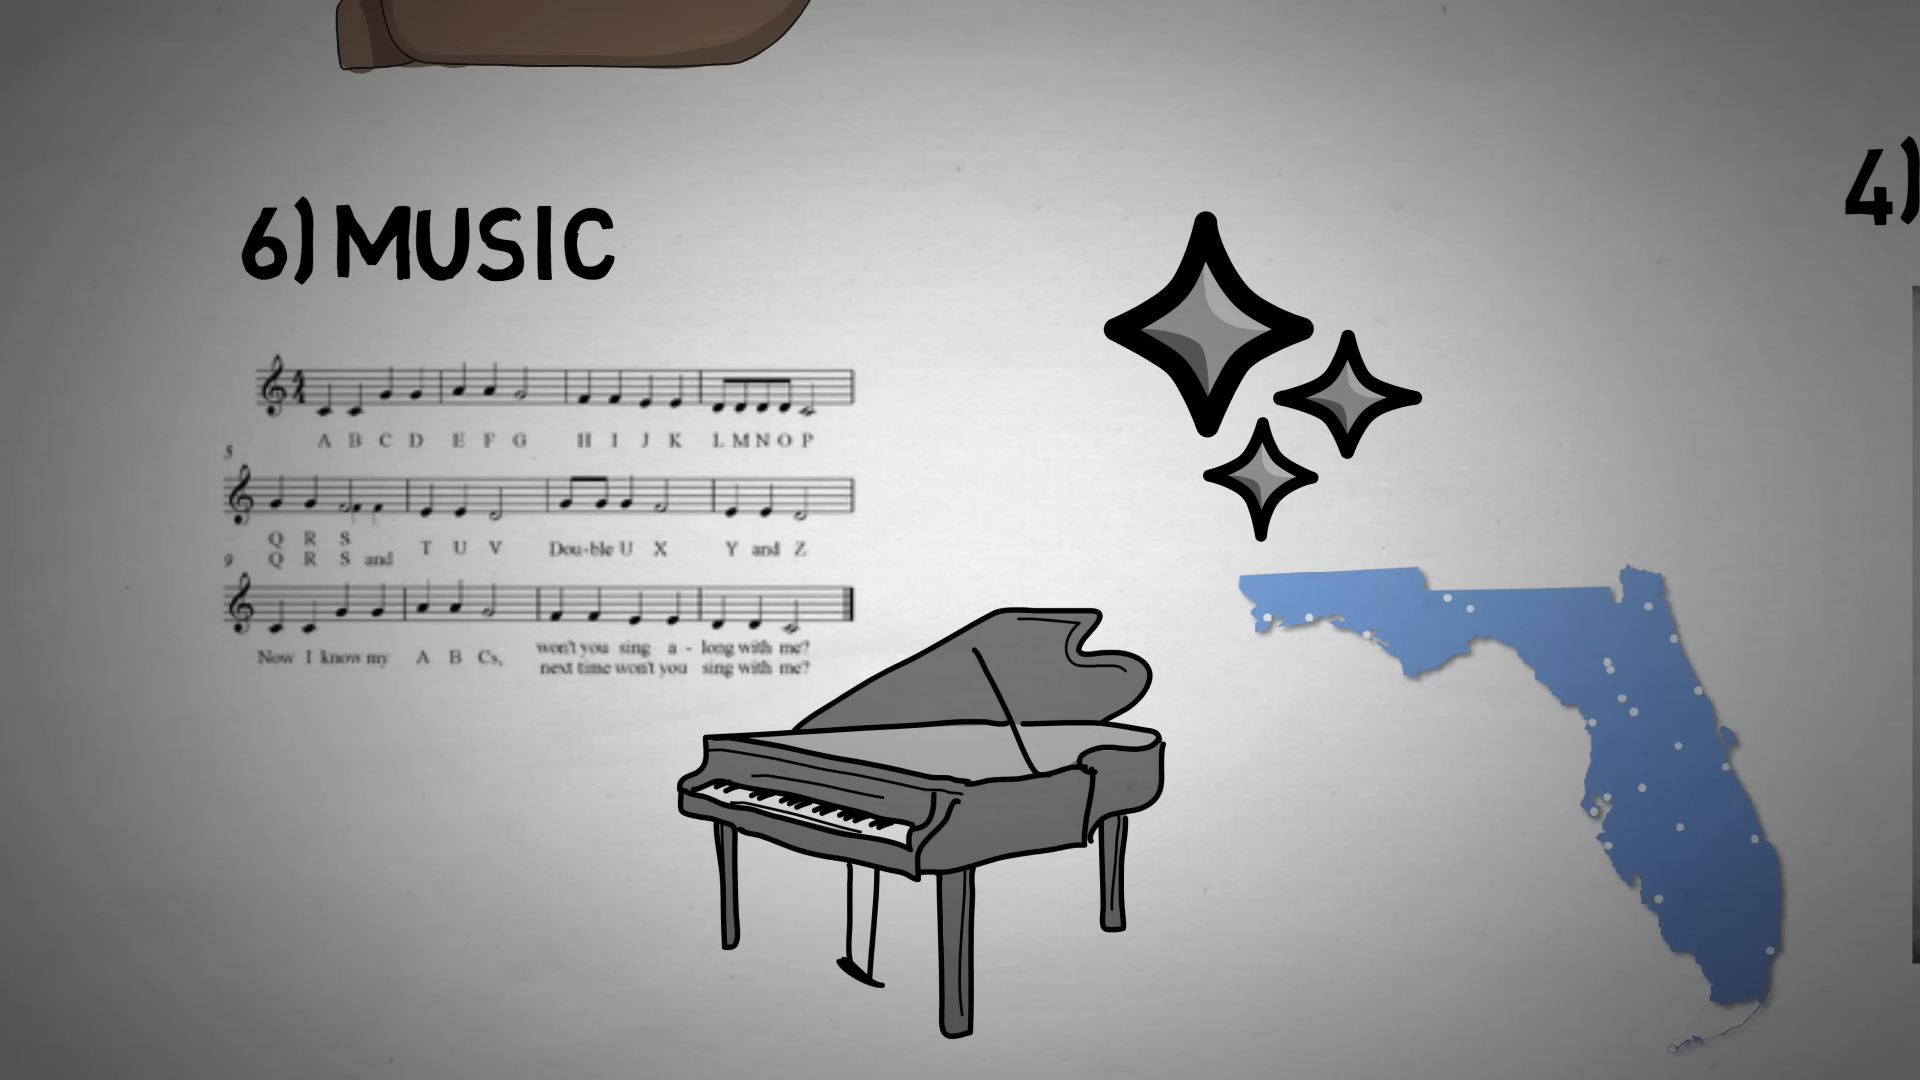 6) MUSIC
4)
A B C D E F G H I J K L M N O P
5
Q R S T U V Dou-ble U X Y and Z
Q R S and
9
Now I know my A B Cs, won't you sing a - long with me?
next time won't you sing with me?